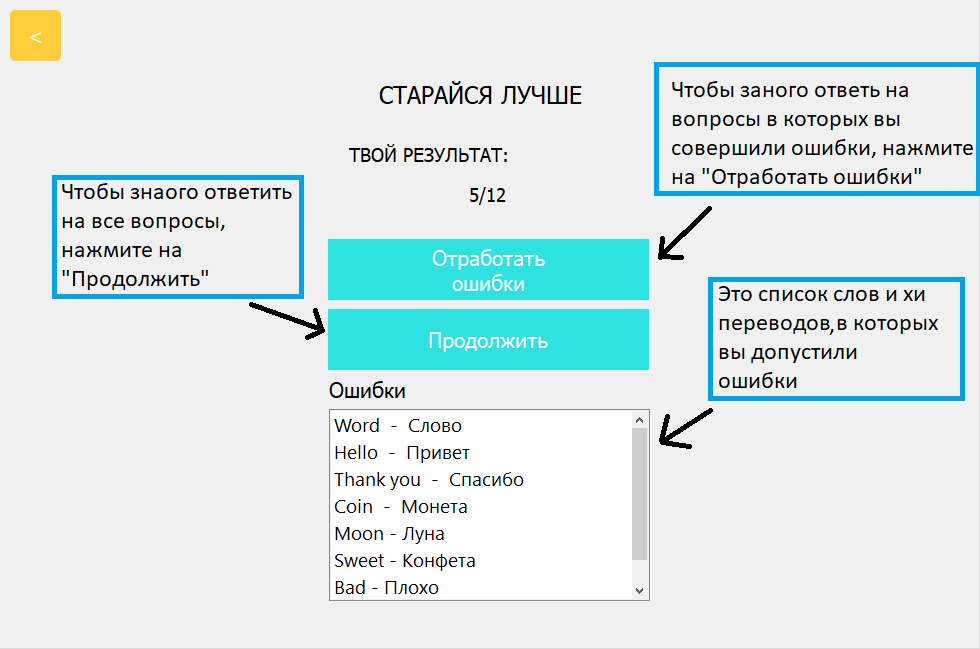 <
СТАРАЙСЯ ЛУЧШЕ
ТВОЙ РЕЗУЛЬТАТ:
5/12
Чтобы заного ответь на
вопросы в которых вы
совершили ошибки, нажмите
на "Отработать ошибки"
Чтобы знаого ответить
на все вопросы,
нажмите на
"Продолжить"
Отработать
ошибки
Продолжить
Это список слов и хи
переводов,в которых
вы допустили
ошибки
Ошибки
Word - Слово
Hello - Привет
Thank you - Спасибо
Coin - Монета
Moon - Луна
Sweet - Конфета
Bad - Плохо